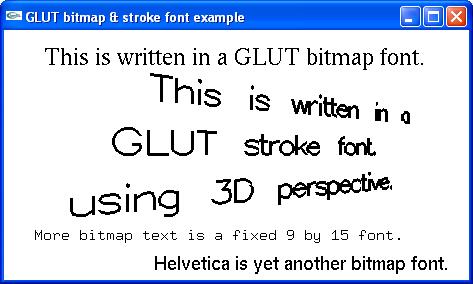 GLUT bitmap & stroke font example
This is written in a GLUT bitmap font.
This is written in a
GLUT stroke font.
using 3D perspective.
More bitmap text is a fixed 9 by 15 font.
Helvetica is yet another bitmap font.